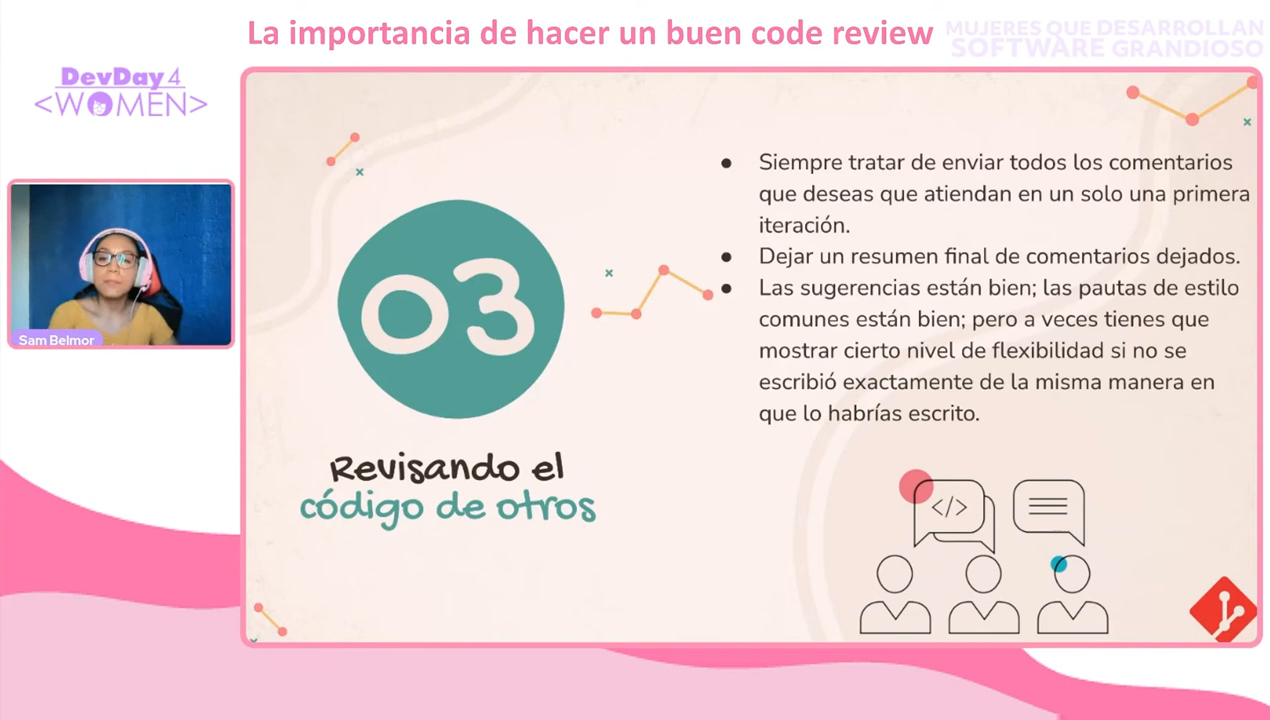 La importancia de hacer un buen code review
MUJERES QUE DESARROLLAN
SOFTWARE GRANDIOSO
DevDay4
<WOMEN>
Sam Belmor
03
Revisando el
código de otros
● Siempre tratar de enviar todos los comentarios
que deseas que atiendan en un solo una primera
iteración.
● Dejar un resumen final de comentarios dejados.
● Las sugerencias están bien; las pautas de estilo
comunes están bien; pero a veces tienes que
mostrar cierto nivel de flexibilidad si no se
escribió exactamente de la misma manera en
que lo habrías escrito.
</>